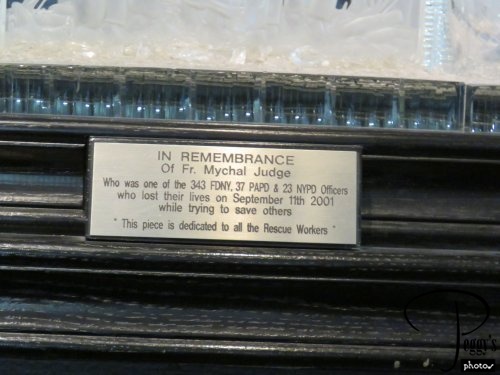 IN REMEMBRANCE
Of Fr. Mychal Judge
Who was one of the 343 FDNY, 37 PAPD & 23 NYPD Officers
who lost their lives on September 11th 2001
while trying to save others
" This piece is dedicated to all the Rescue Workers "
Peggy's
photos